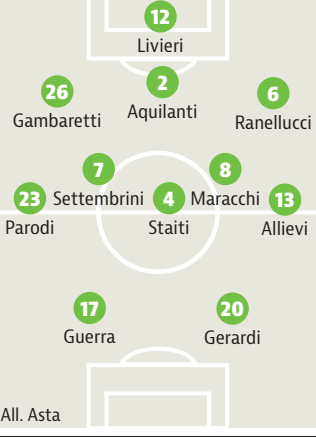 12
Livieri
26
Gambaretti
2
Aquilanti
6
Ranellucci
7
Settembrini
8
Maracchi
23
Parodi
4
Staiti
13
Allievi
17
Guerra
20
Gerardi
All. Asta